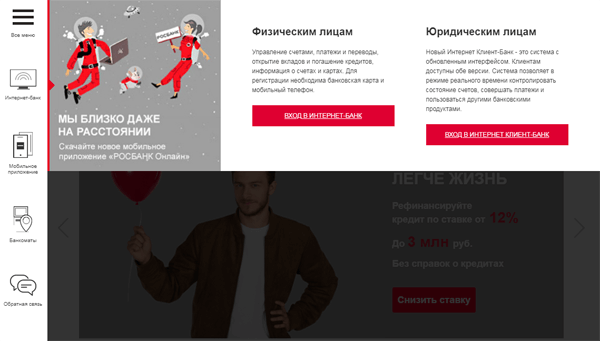 Все меню
Интернет-банк
Мобильное
приложение
Банкоматы
Обратная связь
РОСБАНК
МЫ БЛИЗКО ДАЖЕ
НА РАССТОЯНИИ
Скачайте новое мобильное
приложение «РОСБАНК Онлайн»
Физическим лицам
Управление счетами, платежи и переводы,
открытие вкладов и погашение кредитов,
информация о счетах и картах. Для
регистрации необходима банковская карта и
мобильный телефон.
ВХОД В ИНТЕРНЕТ-БАНК
Юридическим лицам
Новый Интернет Клиент-Банк - это система с
обновленным интерфейсом. Клиентам
доступны обе версии. Система позволяет в
режиме реального времени контролировать
состояние счетов, совершать платежи и
пользоваться другими банковскими
продуктами.
ВХОД В ИНТЕРНЕТ КЛИЕНТ-БАНК
ЛЕГЧЕ ЖИЗНЬ
Рефинансируйте
кредит по ставке от 12%
До 3 млн руб.
Без справок о кредитах
Снизить ставку